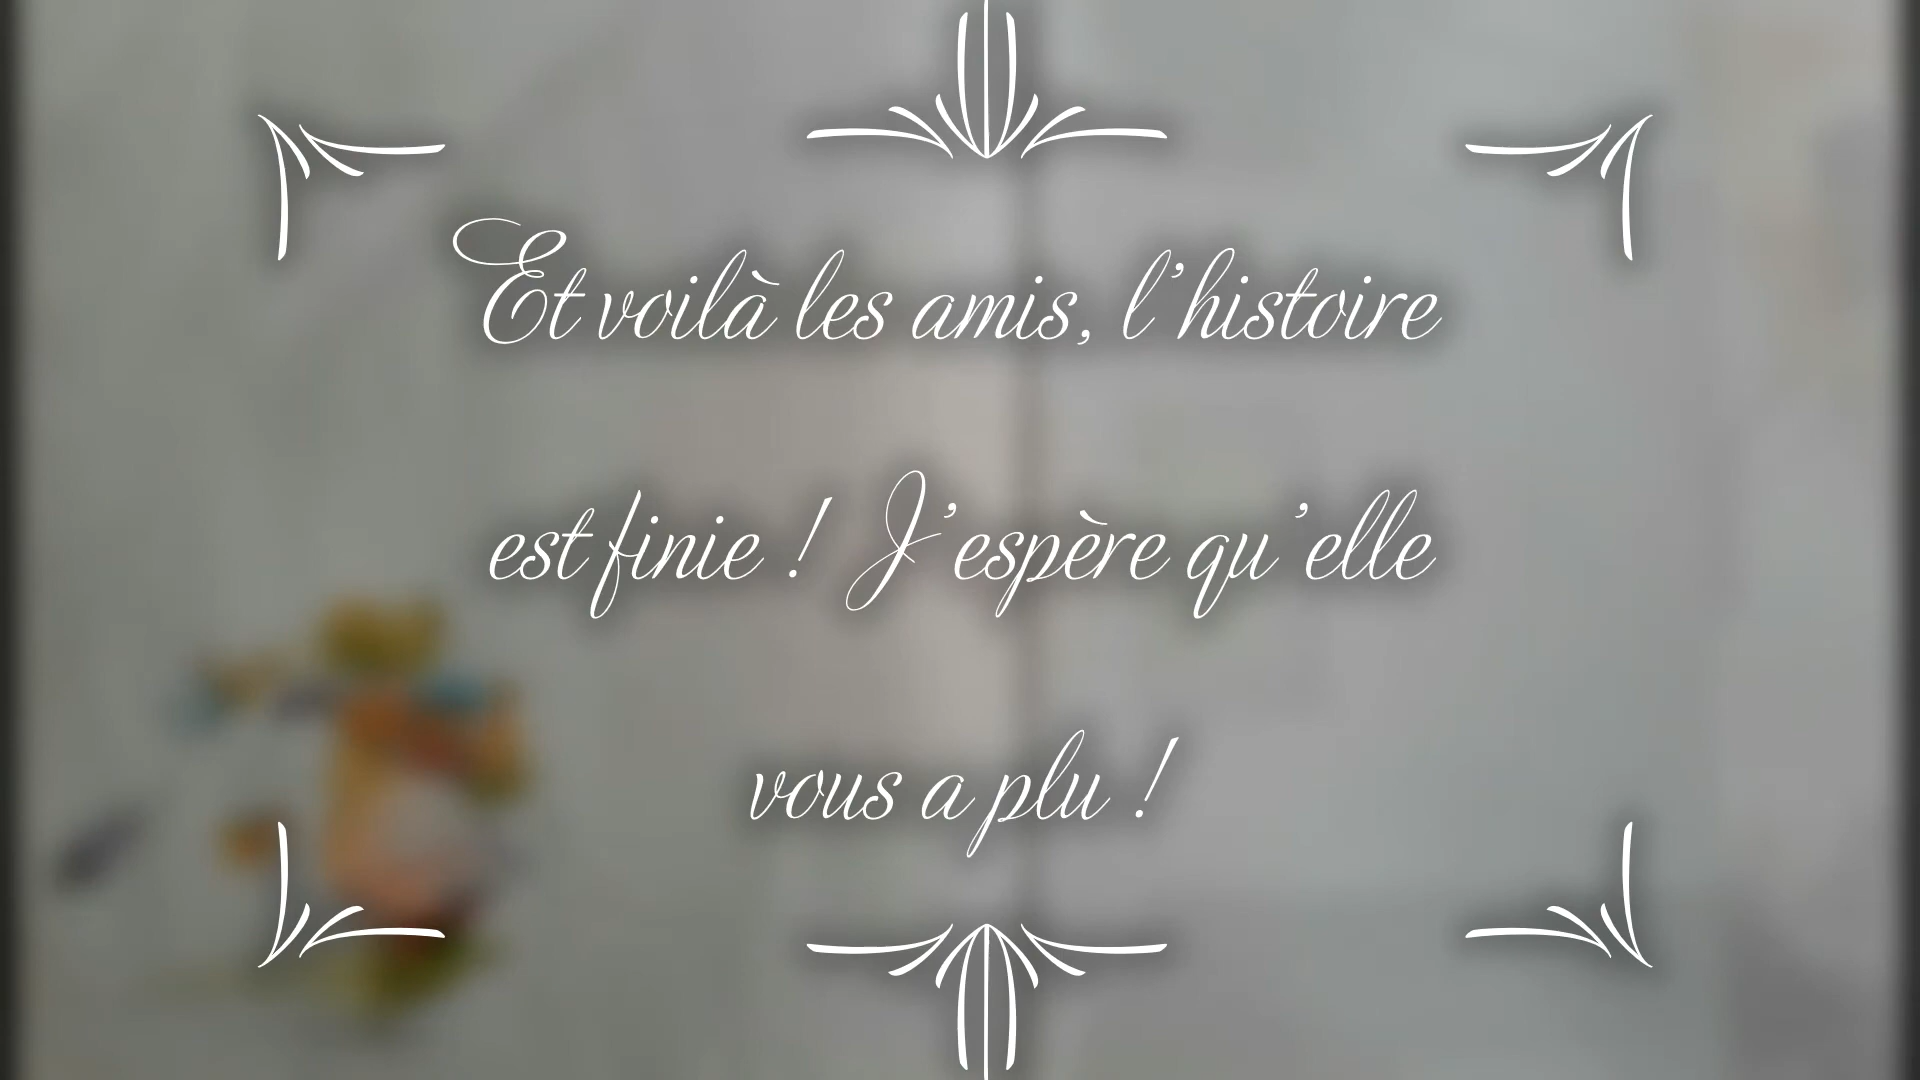 Et voilà les amis, l'histoire
est finie ! J'espère qu'elle
vous a plu !